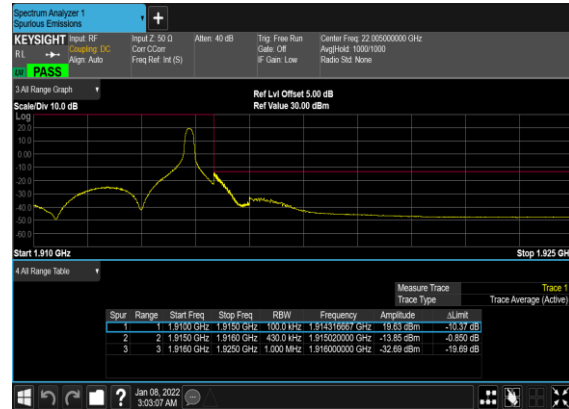 Spectrum Analyzer 1
Spurious Emissions
KEYSIGHT Input: RF Input Z: 50 Ω Atten: 40 dB Trig: Free Run Center Freq: 22.005000000 GHz
R L Coupling: DC Corr CCorr Gate: Off Avg|Hold: 1000/1000
Align: Auto Freq Ref: Int (S) IF Gain: Low Radio Std: None
PASS
3 All Range Graph Ref Lvl Offset 5.00 dB
Scale/Div 10.0 dB Ref Value 30.00 dBm
Log
20.0
10.0
0.00
-10.0
-20.0
-30.0
-40.0
-50.0
-60.0
Start 1.910 GHz Stop 1.925 GH
4 All Range Table
Measure Trace Trace 1
Trace Type Trace Average (Active)
Spur Range Start Freq Stop Freq RBW Frequency Amplitude ΔLimit
1 1 1.9100 GHz 1.9150 GHz 100.0 kHz 1.914316667 GHz 19.63 dBm -10.37 dB
2 2 1.9150 GHz 1.9160 GHz 430.0 kHz 1.915020000 GHz -13.85 dBm -0.850 dB
3 3 1.9160 GHz 1.9250 GHz 1.000 MHz 1.916000000 GHz -32.69 dBm -19.69 dB
? Jan 08, 2022
3:03:07 AM